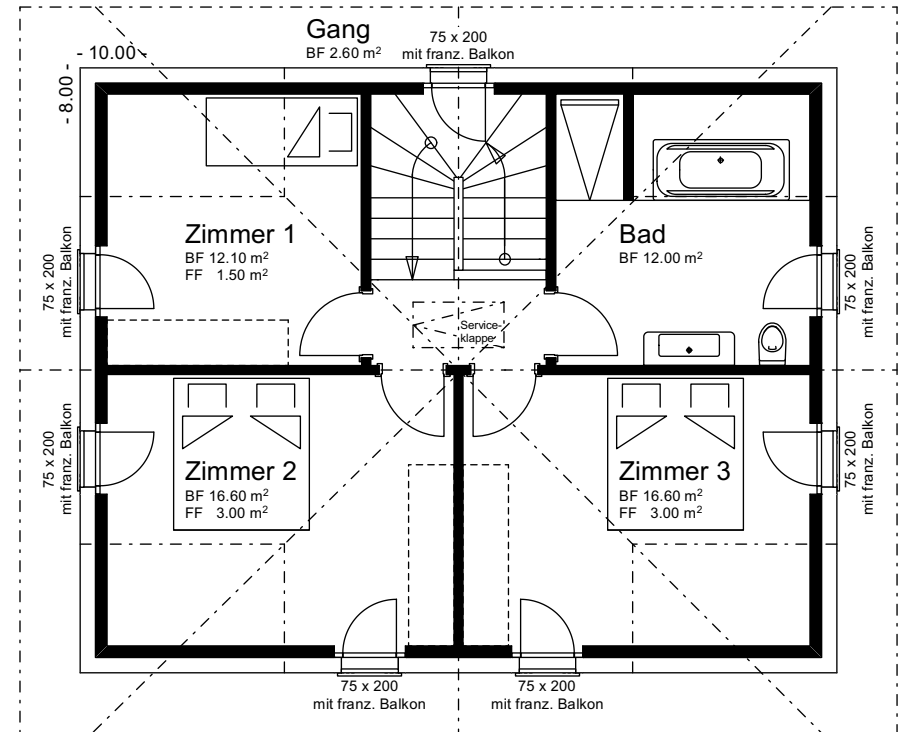 Gang
BF 2.60 m²
75 x 200
mit franz. Balkon
- 10.00 -
- 8.00 -
Zimmer 1
BF 12.10 m²
FF 1.50 m²
Bad
BF 12.00 m²
75 x 200
mit franz. Balkon
75 x 200
mit franz. Balkon
Service-
klappe
Zimmer 2
BF 16.60 m²
FF 3.00 m²
Zimmer 3
BF 16.60 m²
FF 3.00 m²
75 x 200
mit franz. Balkon
75 x 200
mit franz. Balkon
75 x 200
mit franz. Balkon
75 x 200
mit franz. Balkon